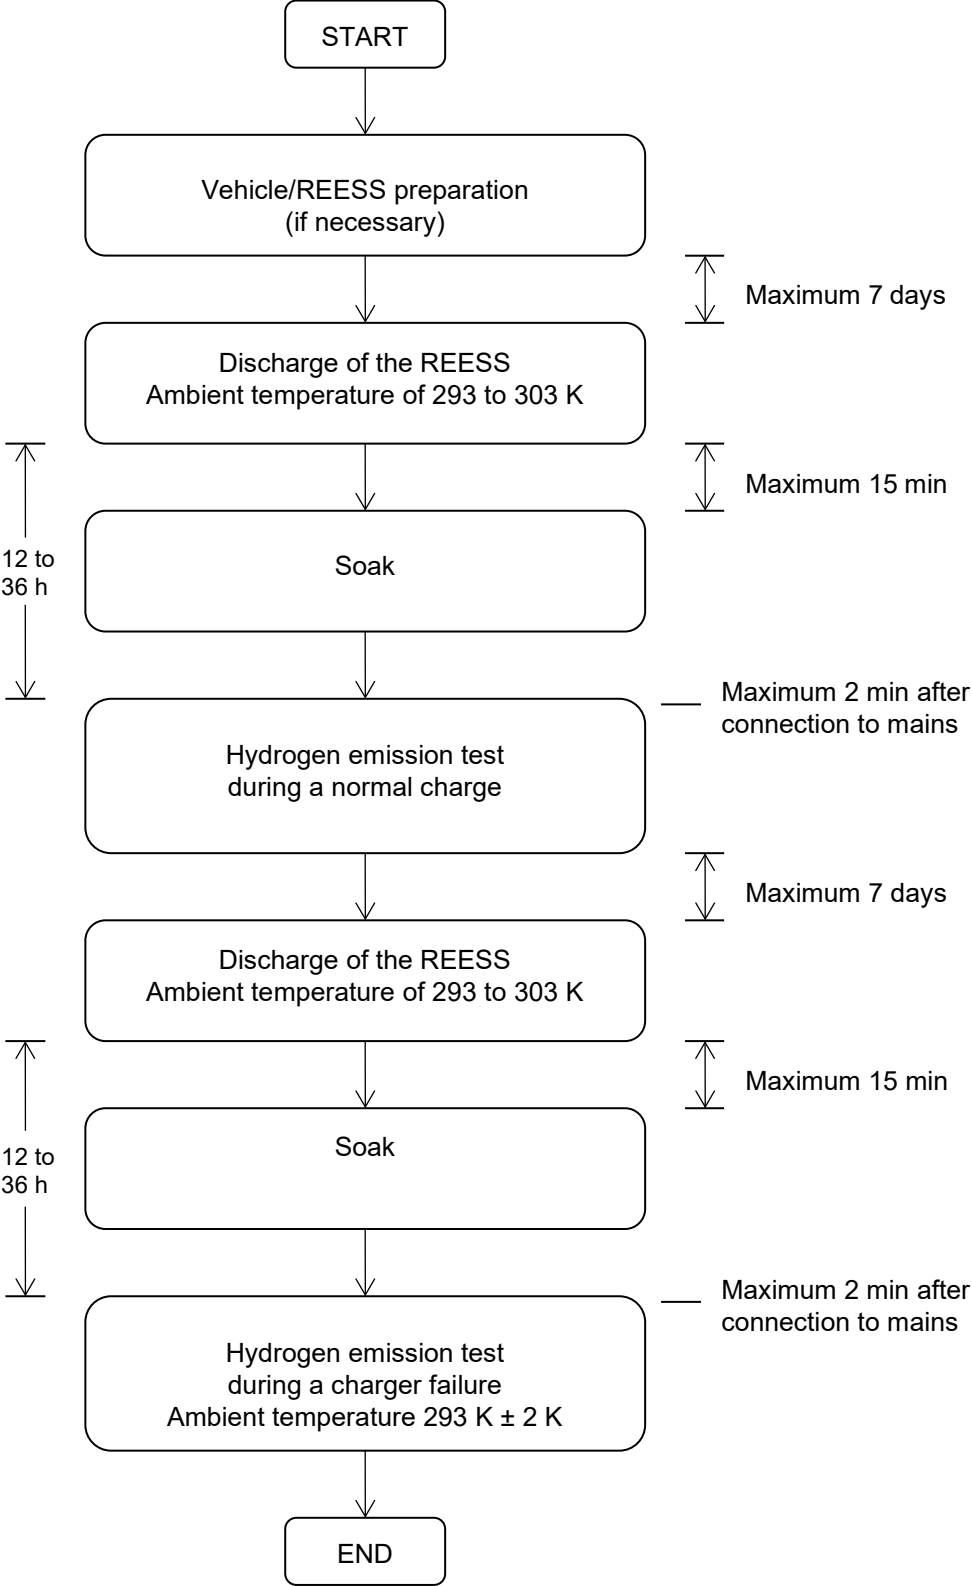 START
Vehicle/REESS preparation
(if necessary)
Maximum 7 days
Discharge of the REESS
Ambient temperature of 293 to 303 K
Maximum 15 min
12 to
36 h
Soak
Maximum 2 min after
connection to mains
Hydrogen emission test
during a normal charge
Maximum 7 days
Discharge of the REESS
Ambient temperature of 293 to 303 K
Maximum 15 min
12 to
36 h
Soak
Maximum 2 min after
connection to mains
Hydrogen emission test
during a charger failure
Ambient temperature 293 K ± 2 K
END